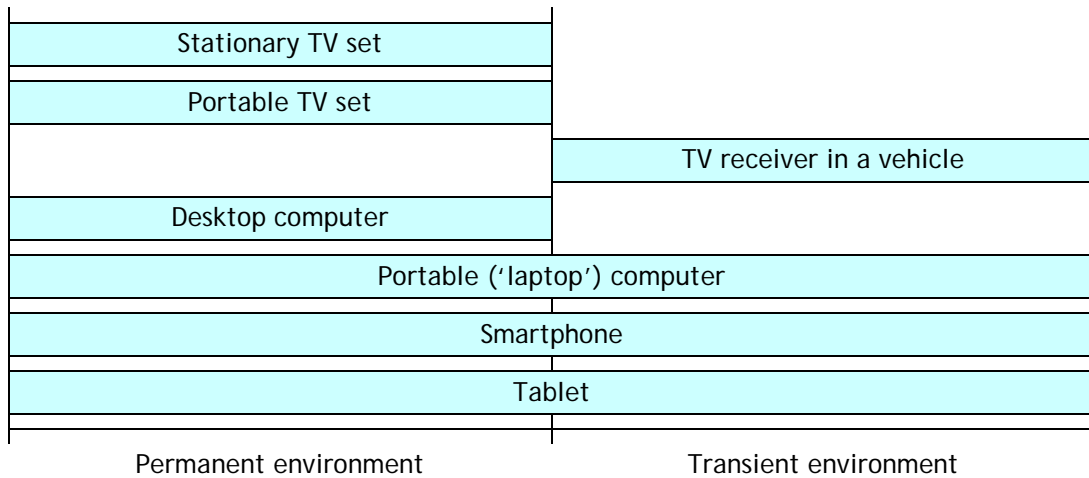 Stationary TV set
Portable TV set
TV receiver in a vehicle
Desktop computer
Portable (‘laptop’) computer
Smartphone
Tablet
Permanent environment
Transient environment